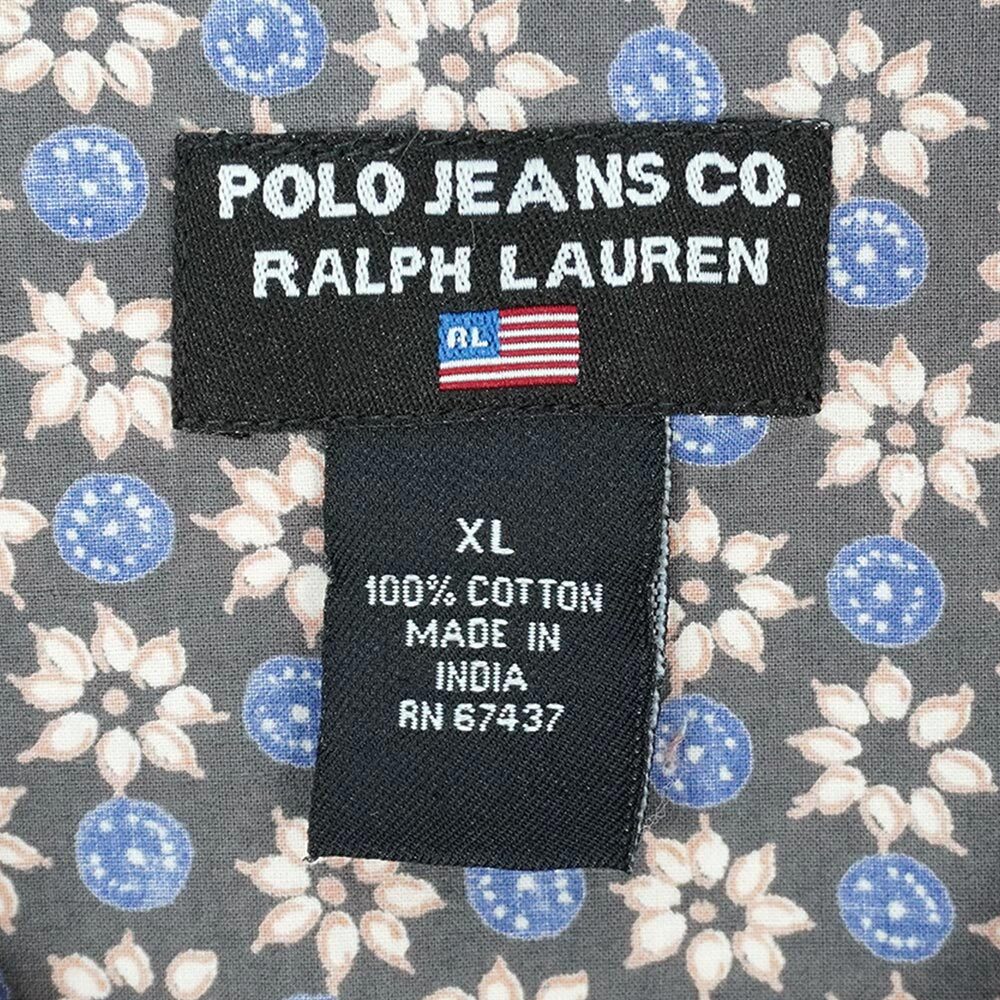 POLO JEANS CO.
RALPH LAUREN
RL
XL
100% COTTON
MADE IN
INDIA
RN 67437